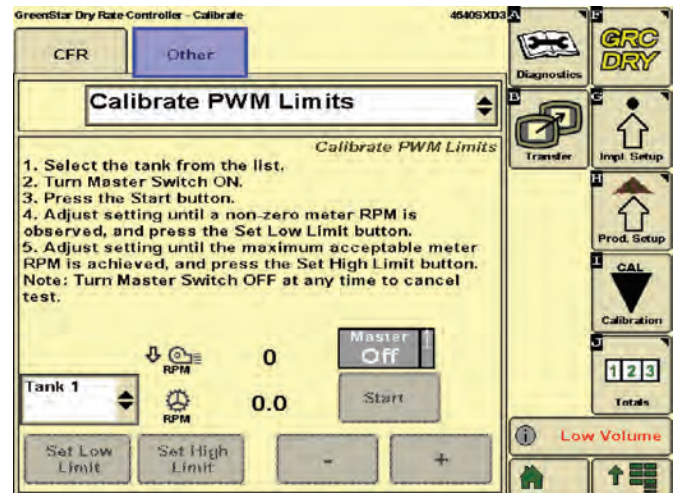 GreenStar Dry Rate Controller - Calibrate
4640SXD3
CFR
Other
Calibrate PWM Limits
Calibrate PWM Limits
1. Select the tank from the list.
2. Turn Master Switch ON.
3. Press the Start button.
4. Adjust setting until a non-zero meter RPM is
observed, and press the Set Low Limit button.
5. Adjust setting until the maximum acceptable meter
RPM is achieved, and press the Set High Limit button.
Note: Turn Master Switch OFF at any time to cancel
test.
RPM
0
Master
Off
Tank 1
RPM
0.0
Start
Set Low
Limit
Set High
Limit
-
+
A
Diagnostics
F
GRC
DRY
B
Transfer
G
Impl. Setup
H
Prod. Setup
I
CAL
Calibration
J
1 2 3
Totals
Low Volume